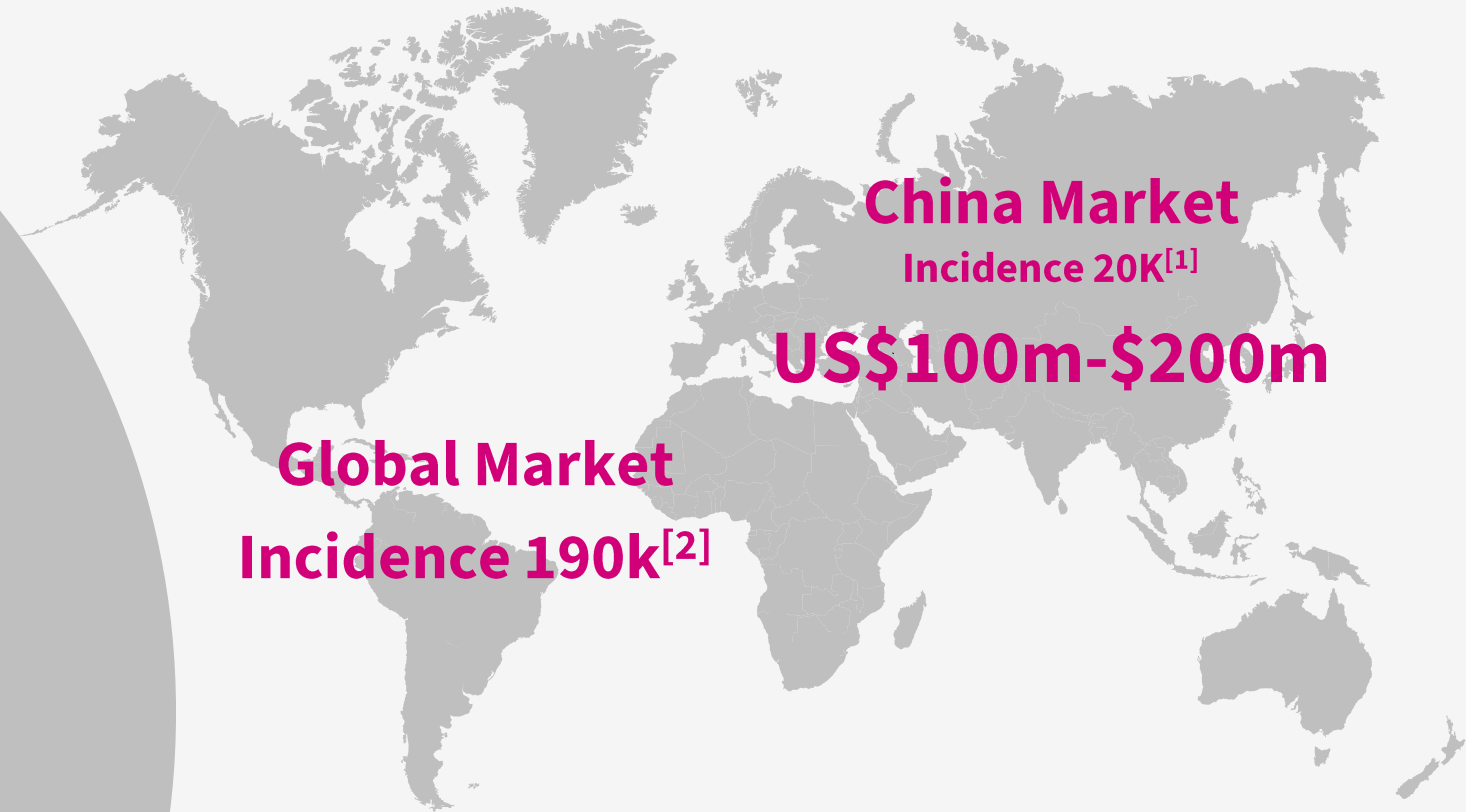 China Market
Incidence 20K[1]
US$100m-$200m
Global Market
Incidence 190k[2]